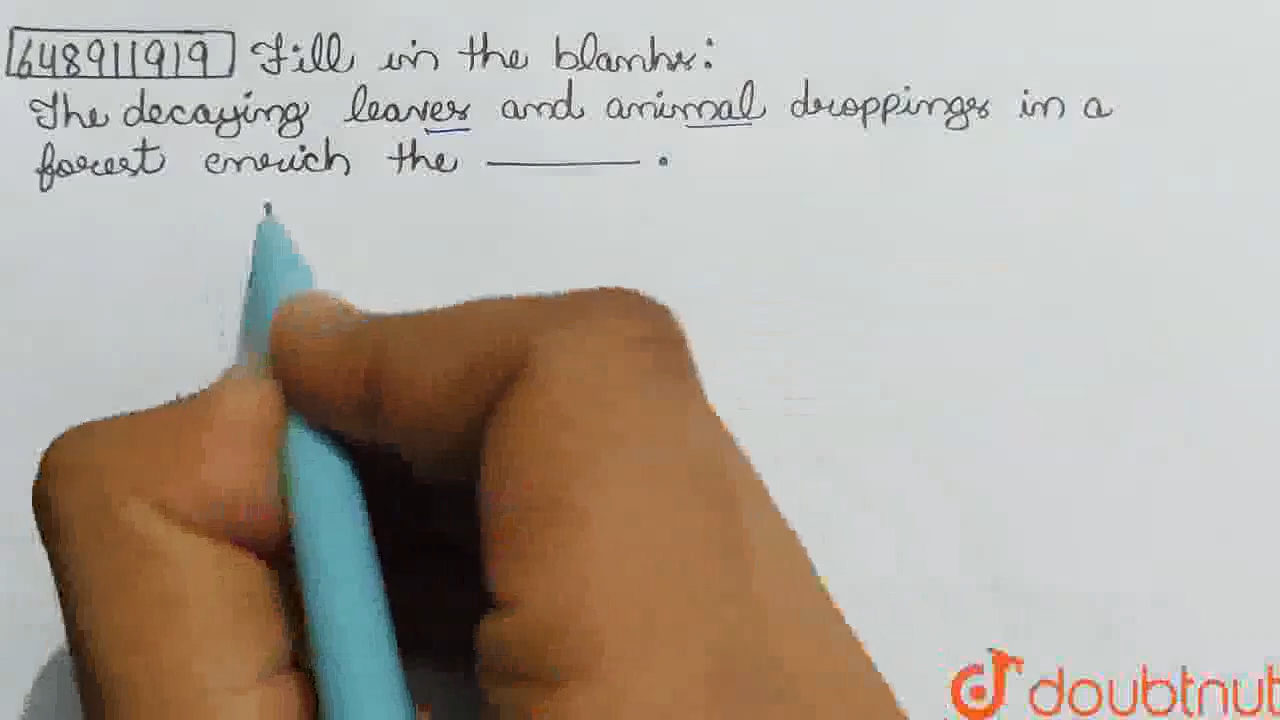 648911919 Fill in the blanks:
The decaying leaves and animal droppings in a
forest enrich the ______.
doubtnut